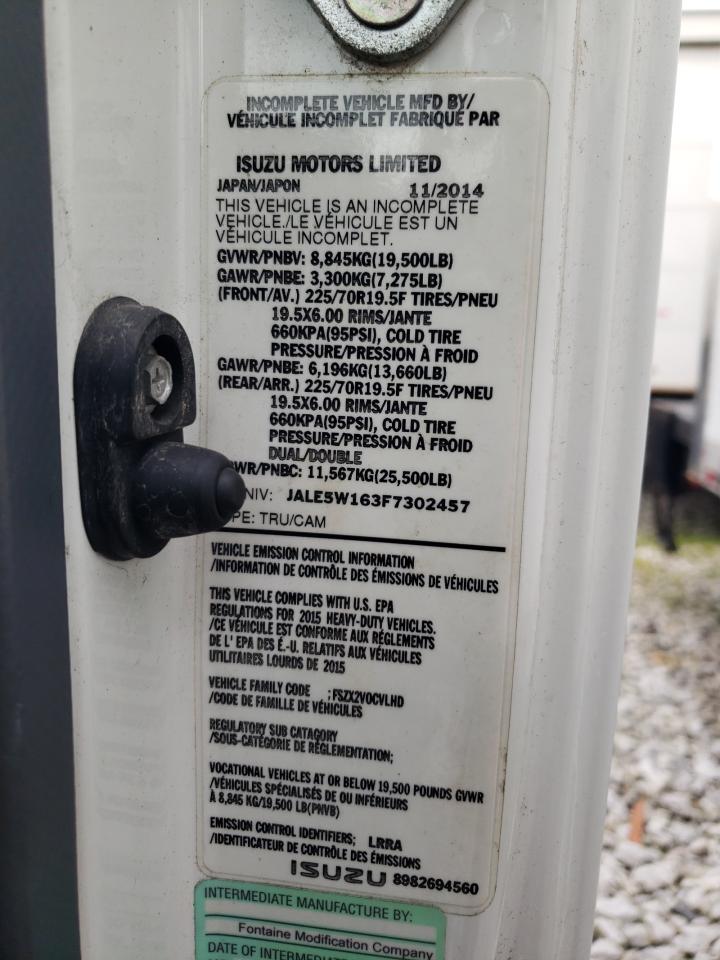 INCOMPLETE VEHICLE MFD BY/
VÉHICULE INCOMPLET FABRIQUÉ PAR
ISUZU MOTORS LIMITED
JAPAN/JAPON 11/2014
THIS VEHICLE IS AN INCOMPLETE
VEHICLE./LE VÉHICULE EST UN
VÉHICULE INCOMPLET.
GVWR/PNBV: 8,845KG(19,500LB)
GAWR/PNBE: 3,300KG(7,275LB)
(FRONT/AV.) 225/70R19.5F TIRES/PNEU
19.5X6.00 RIMS/JANTE
660KPA(95PSI), COLD TIRE
PRESSURE/PRESSION À FROID
GAWR/PNBE: 6,196KG(13,660LB)
(REAR/ARR.) 225/70R19.5F TIRES/PNEU
19.5X6.00 RIMS/JANTE
660KPA(95PSI), COLD TIRE
PRESSURE/PRESSION À FROID
DUAL/DOUBLE
WR/PNBC: 11,567KG(25,500LB)
NIV: JALE5W163F7302457
PE: TRU/CAM
VEHICLE EMISSION CONTROL INFORMATION
/INFORMATION DE CONTRÔLE DES ÉMISSIONS DE VÉHICULES
THIS VEHICLE COMPLIES WITH U.S. EPA
REGULATIONS FOR 2015 HEAVY-DUTY VEHICLES.
/CE VÉHICULE EST CONFORME AUX RÉGLEMENTS
DE L' EPA DES É.-U. RELATIFS AUX VÉHICULES
UTILITAIRES LOURDS DE 2015
VEHICLE FAMILY CODE ;FSZX2VOCVLHD
/CODE DE FAMILLE DE VÉHICULES
REGULATORY SUB CATAGORY
/SOUS-CATÉGORIE DE RÉGLEMENTATION;
VOCATIONAL VEHICLES AT OR BELOW 19,500 POUNDS GVWR
/VÉHICULES SPÉCIALISÉS DE OU INFÉRIEURS
À 8,845 KG/19,500 LB(PNVB)
EMISSION CONTROL IDENTIFIERS; LRRA
/IDENTIFICATEUR DE CONTRÔLE DES ÉMISSIONS
ISUZU 8982694560
INTERMEDIATE MANUFACTURE BY:
Fontaine Modification Company
DATE OF INTERMEDIATE